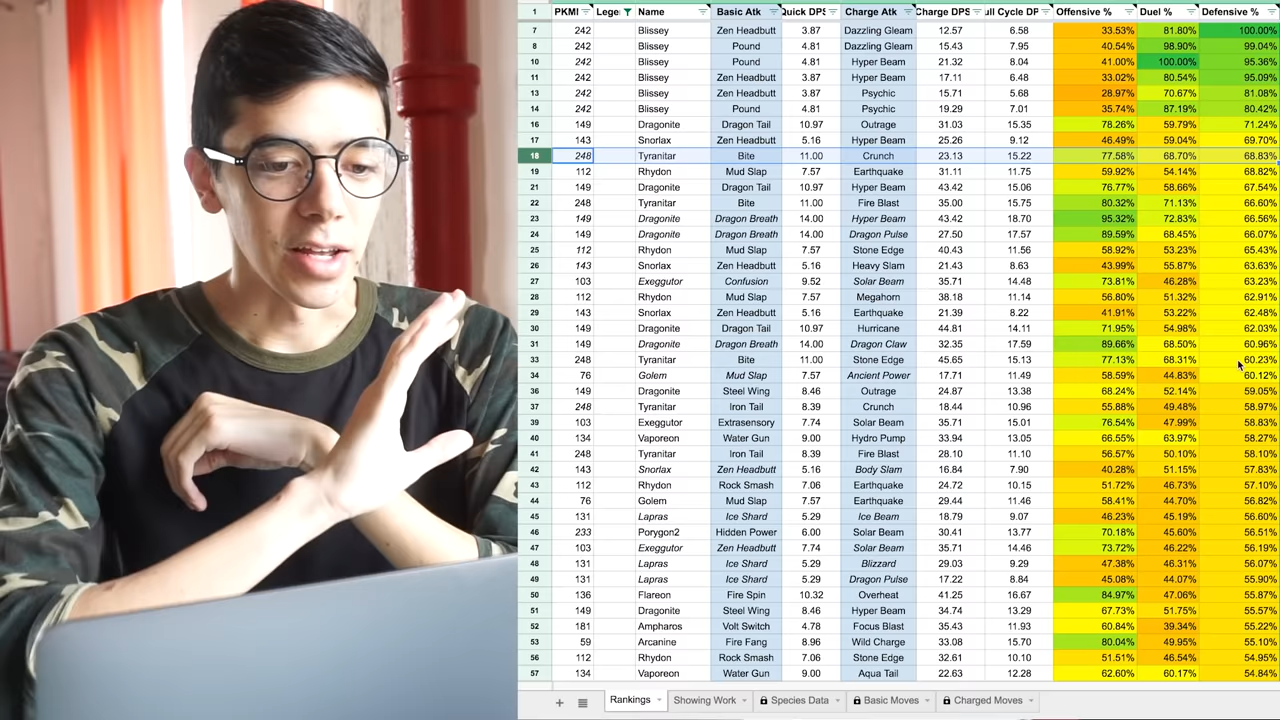 1 PKMI Lege Name Basic Atk Quick DPS Charge Atk Charge DPS ull Cycle DP Offensive % Duel % Defensive %
7 242 Blissey Zen Headbutt 3.87 Dazzling Gleam 12.57 6.58 33.53% 81.80% 100.00%
8 242 Blissey Pound 4.81 Dazzling Gleam 15.43 7.95 40.54% 98.90% 99.04%
10 242 Blissey Pound 4.81 Hyper Beam 21.32 8.04 41.00% 100.00% 95.36%
11 242 Blissey Zen Headbutt 3.87 Hyper Beam 17.11 6.48 33.02% 80.54% 95.09%
13 242 Blissey Zen Headbutt 3.87 Psychic 15.71 5.68 28.97% 70.67% 81.08%
14 242 Blissey Pound 4.81 Psychic 19.29 7.01 35.74% 87.19% 80.42%
16 149 Dragonite Dragon Tail 10.97 Outrage 31.03 15.35 78.26% 59.79% 71.24%
17 143 Snorlax Zen Headbutt 5.16 Hyper Beam 25.26 9.12 46.49% 59.04% 69.70%
18 248 Tyranitar Bite 11.00 Crunch 23.13 15.22 77.58% 68.70% 68.83%
19 112 Rhydon Mud Slap 7.57 Earthquake 31.11 11.75 59.92% 54.14% 68.82%
21 149 Dragonite Dragon Tail 10.97 Hyper Beam 43.42 15.06 76.77% 58.66% 67.54%
22 248 Tyranitar Bite 11.00 Fire Blast 35.00 15.75 80.32% 71.13% 66.60%
23 149 Dragonite Dragon Breath 14.00 Hyper Beam 43.42 18.70 95.32% 72.83% 66.56%
24 149 Dragonite Dragon Breath 14.00 Dragon Pulse 27.50 17.57 89.59% 68.45% 66.07%
25 112 Rhydon Mud Slap 7.57 Stone Edge 40.43 11.56 58.92% 53.23% 65.43%
26 143 Snorlax Zen Headbutt 5.16 Heavy Slam 21.43 8.63 43.99% 55.87% 63.63%
27 103 Exeggutor Confusion 9.52 Solar Beam 35.71 14.48 73.81% 46.28% 63.23%
28 112 Rhydon Mud Slap 7.57 Megahorn 38.18 11.14 56.80% 51.32% 62.91%
29 143 Snorlax Zen Headbutt 5.16 Earthquake 21.39 8.22 41.91% 53.22% 62.48%
30 149 Dragonite Dragon Tail 10.97 Hurricane 44.81 14.11 71.95% 54.98% 62.03%
31 149 Dragonite Dragon Breath 14.00 Dragon Claw 32.35 17.59 89.66% 68.50% 60.96%
33 248 Tyranitar Bite 11.00 Stone Edge 45.65 15.13 77.13% 68.31% 60.23%
34 76 Golem Mud Slap 7.57 Ancient Power 17.71 11.49 58.59% 44.83% 60.12%
36 149 Dragonite Steel Wing 8.46 Outrage 24.87 13.38 68.24% 52.14% 59.05%
37 248 Tyranitar Iron Tail 8.39 Crunch 18.44 10.96 55.88% 49.48% 58.97%
39 103 Exeggutor Extrasensory 7.74 Solar Beam 35.71 15.01 76.54% 47.99% 58.83%
40 134 Vaporeon Water Gun 9.00 Hydro Pump 33.94 13.05 66.55% 63.97% 58.27%
41 248 Tyranitar Iron Tail 8.39 Fire Blast 28.10 11.10 56.57% 50.10% 58.10%
42 143 Snorlax Zen Headbutt 5.16 Body Slam 16.84 7.90 40.28% 51.15% 57.83%
43 112 Rhydon Rock Smash 7.06 Earthquake 24.72 10.15 51.72% 46.73% 57.10%
44 76 Golem Mud Slap 7.57 Earthquake 29.44 11.46 58.41% 44.70% 56.82%
45 131 Lapras Ice Shard 5.29 Ice Beam 18.79 9.07 46.23% 45.19% 56.60%
46 233 Porygon2 Hidden Power 6.00 Solar Beam 30.41 13.77 70.18% 45.60% 56.51%
47 103 Exeggutor Zen Headbutt 7.74 Solar Beam 35.71 14.46 73.72% 46.22% 56.19%
48 131 Lapras Ice Shard 5.29 Blizzard 29.03 9.29 47.38% 46.31% 56.07%
49 131 Lapras Ice Shard 5.29 Dragon Pulse 17.22 8.84 45.08% 44.07% 55.90%
50 136 Flareon Fire Spin 10.32 Overheat 41.25 16.67 84.97% 47.06% 55.87%
51 149 Dragonite Steel Wing 8.46 Hyper Beam 34.74 13.29 67.73% 51.75% 55.57%
52 181 Ampharos Volt Switch 4.78 Focus Blast 35.43 11.93 60.84% 39.34% 55.22%
53 59 Arcanine Fire Fang 8.96 Wild Charge 33.08 15.70 80.04% 49.95% 55.10%
56 112 Rhydon Rock Smash 7.06 Stone Edge 32.61 10.10 51.51% 46.54% 54.95%
57 134 Vaporeon Water Gun 9.00 Aqua Tail 22.63 12.28 62.60% 60.17% 54.84%
Rankings Showing Work Species Data Basic Moves Charged Moves